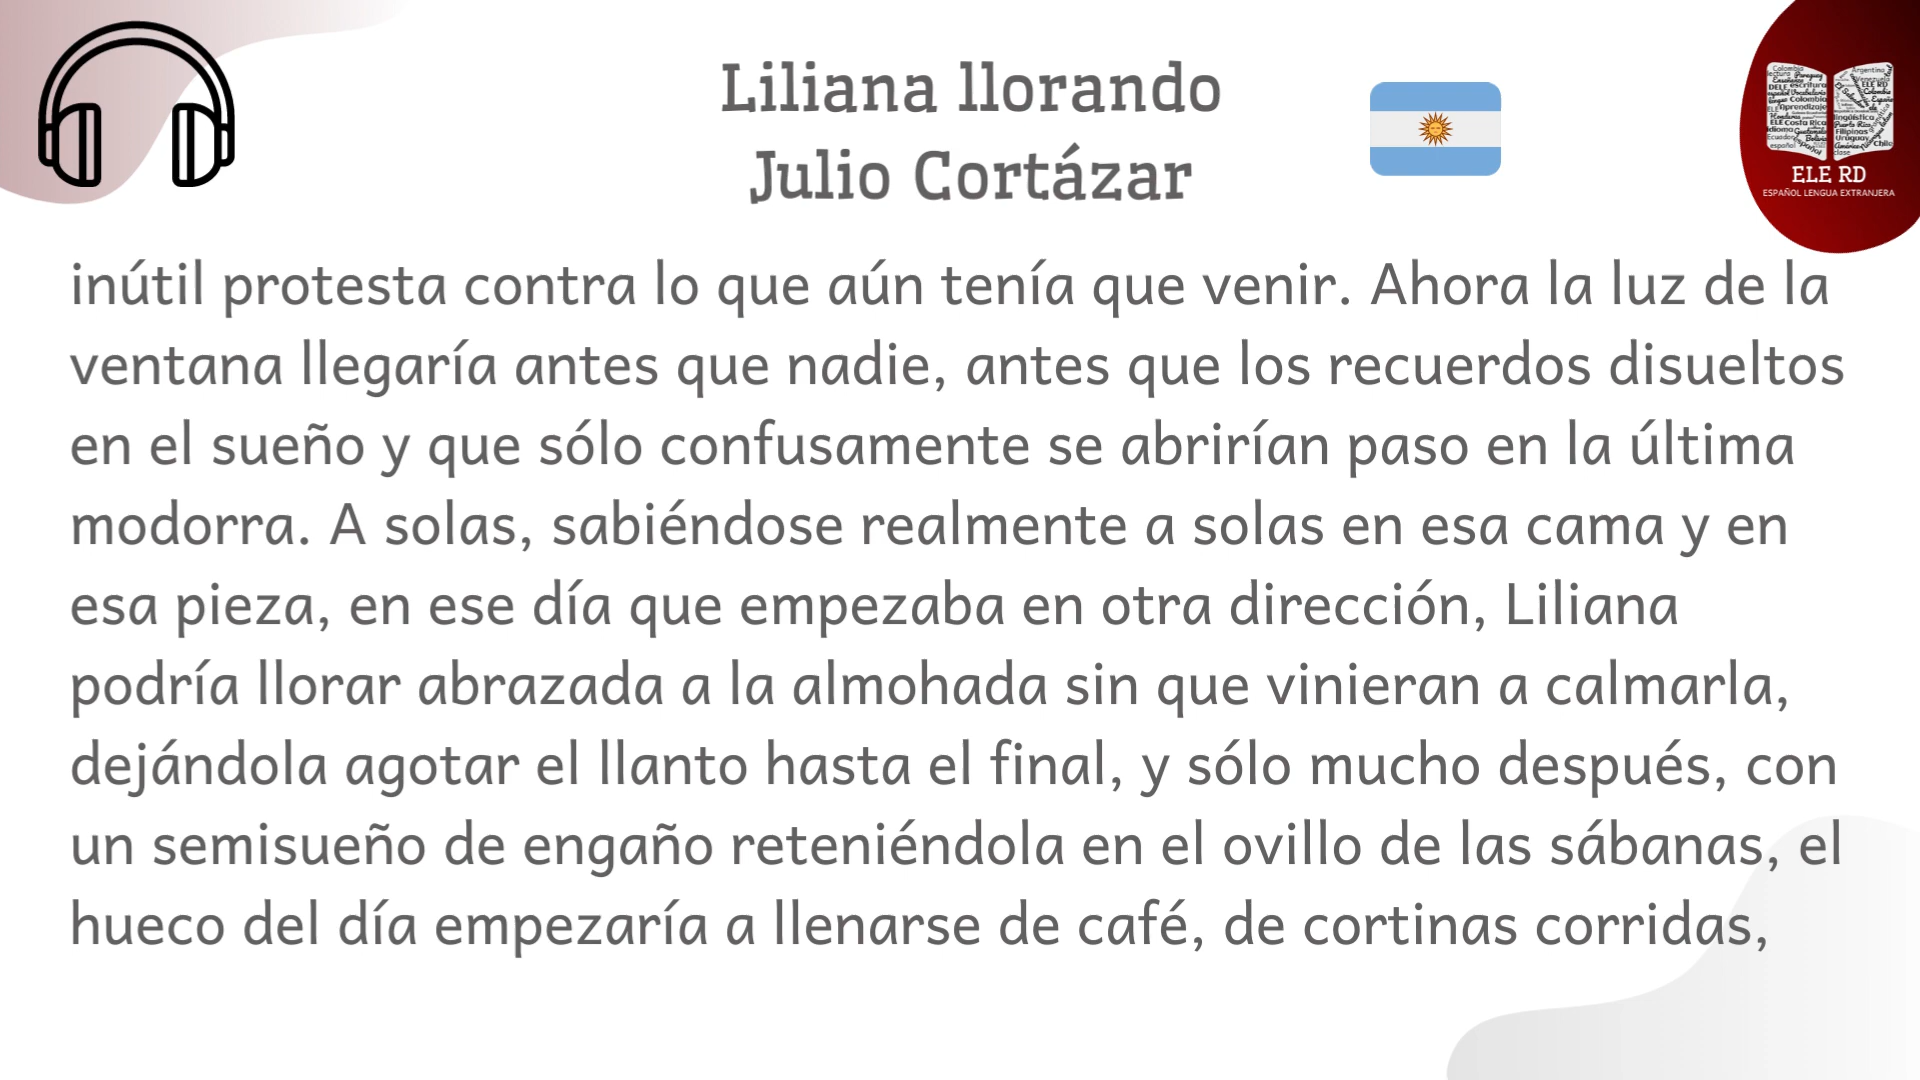 Liliana llorando
Julio Cortázar
ELE RD
ESPAÑOL LENGUA EXTRANJERA
inútil protesta contra lo que aún tenía que venir. Ahora la luz de la
ventana llegaría antes que nadie, antes que los recuerdos disueltos
en el sueño y que sólo confusamente se abrirían paso en la última
modorra. A solas, sabiéndose realmente a solas en esa cama y en
esa pieza, en ese día que empezaba en otra dirección, Liliana
podría llorar abrazada a la almohada sin que vinieran a calmarla,
dejándola agotar el llanto hasta el final, y sólo mucho después, con
un semisueño de engaño reteniéndola en el ovillo de las sábanas, el
hueco del día empezaría a llenarse de café, de cortinas corridas,